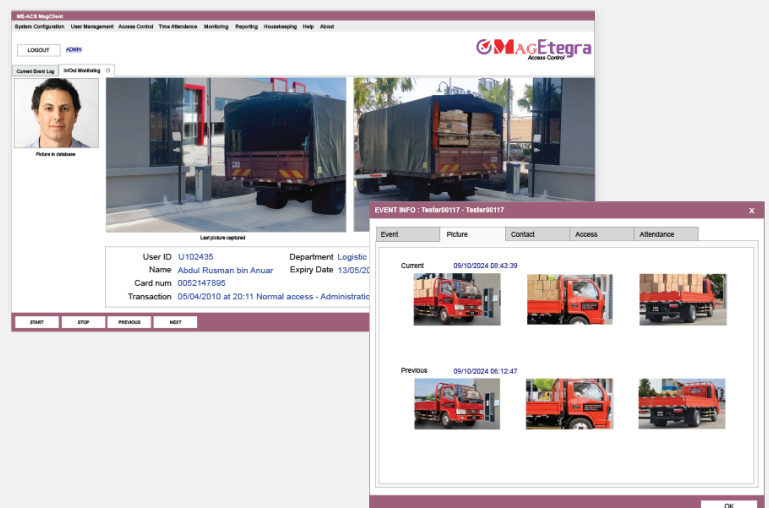 ME-ACS MagClient
System Configuration User Management Access Control Time Attendance Monitoring Reporting Housekeeping Help About
LOGOUT ADMIN
MAGEtegra
Access Control
Current Event Log In/Out Monitoring
Picture in database
Last picture captured
User ID U102435 Department Logistic
Name Abdul Rusman bin Anuar Expiry Date 13/05/20
Card num 0052147895
Transaction 05/04/2010 at 20:11 Normal access - Administratio
START STOP PREVIOUS NEXT
EVENT INFO : Tester00117 - Tester00117 X
Event Picture Contact Access Attendance
Current 09/10/2024 08:43:39
Previous 09/10/2024 06:12:47
OK